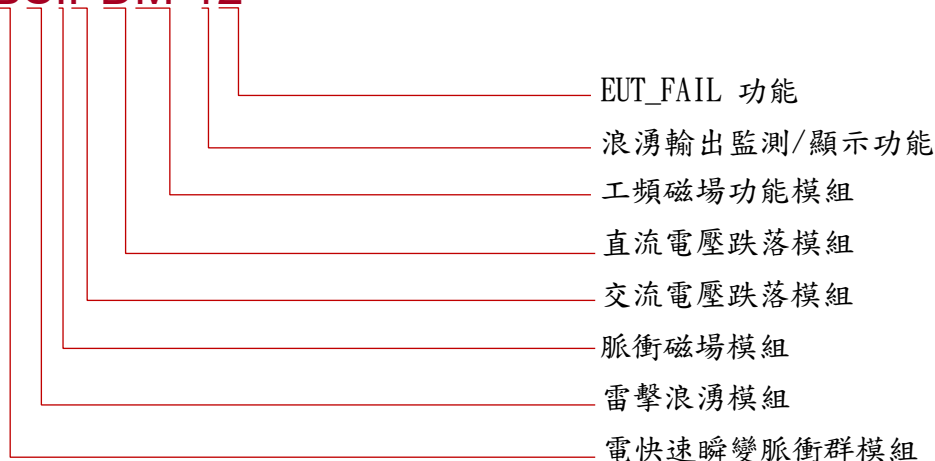 EUT_FAIL 功能
浪湧輸出監測/顯示功能
工頻磁場功能模組
直流電壓跌落模組
交流電壓跌落模組
脈衝磁場模組
雷擊浪湧模組
電快速瞬變脈衝群模組